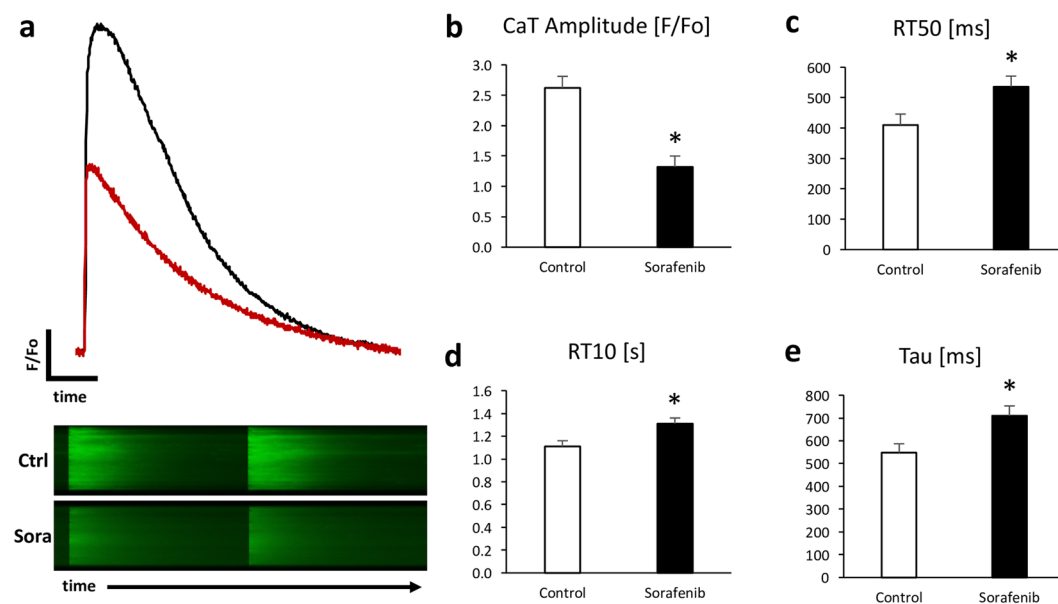 a
F/Fo
time
Ctrl
Sora
time
b
CaT Amplitude [F/Fo]
3.0
2.5
2.0
1.5
1.0
0.5
0.0
*
Control
Sorafenib
c
RT50 [ms]
600
500
400
300
200
100
0
*
Control
Sorafenib
d
RT10 [s]
1.6
1.4
1.2
1.0
0.8
0.6
0.4
0.2
0.0
*
Control
Sorafenib
e
Tau [ms]
800
700
600
500
400
300
200
100
0
*
Control
Sorafenib